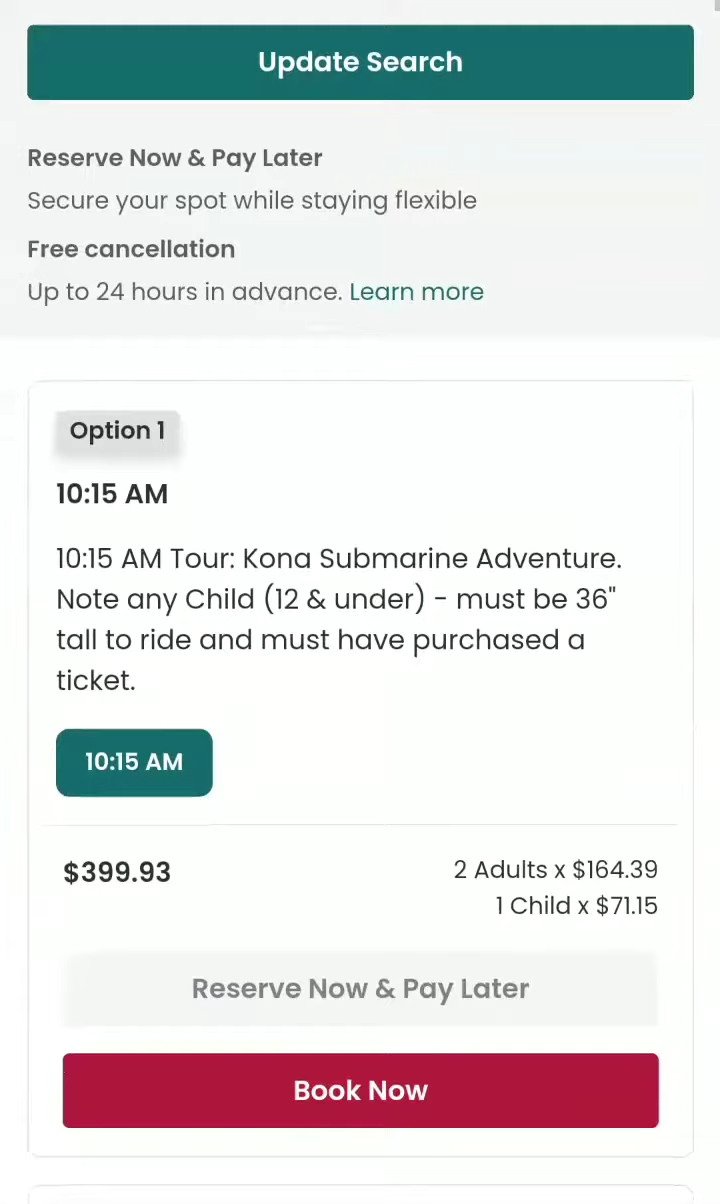 Update Search
Reserve Now & Pay Later
Secure your spot while staying flexible
Free cancellation
Up to 24 hours in advance. Learn more
Option 1
10:15 AM
10:15 AM Tour: Kona Submarine Adventure.
Note any Child (12 & under) - must be 36"
tall to ride and must have purchased a
ticket.
10:15 AM
$399.93
2 Adults x $164.39
1 Child x $71.15
Reserve Now & Pay Later
Book Now